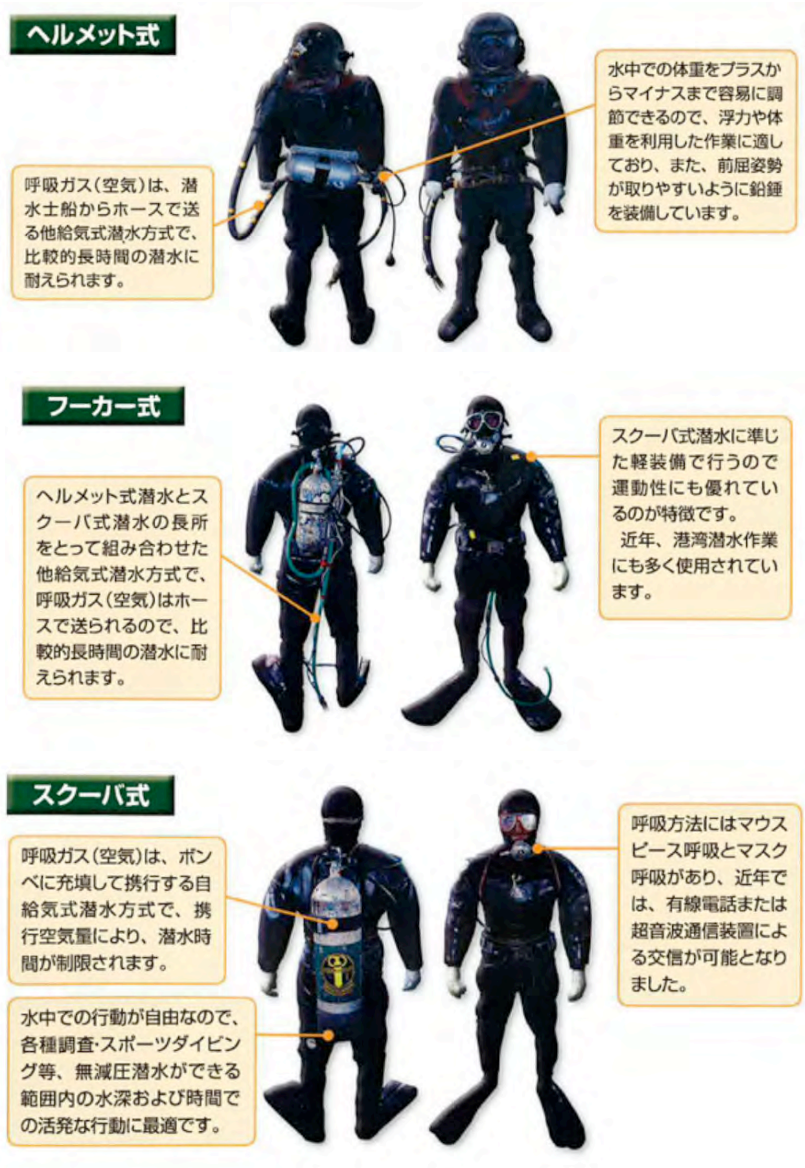 ヘルメット式
水中での体重をプラスか
らマイナスまで容易に調
節できるので、浮力や体
重を利用した作業に適し
ており、また、前屈姿勢
が取りやすいように鉛錘
を装備しています。
呼吸ガス(空気)は、潜
水士船からホースで送
る他給気式潜水方式で、
比較的長時間の潜水に
耐えられます。
フーカー式
スクーバ式潜水に準じ
た軽装備で行うので
運動性にも優れてい
るのが特徴です。
近年、港湾潜水作業
にも多く使用されてい
ます。
ヘルメット式潜水とス
クーバ式潜水の長所
をとって組み合わせた
他給気式潜水方式で、
呼吸ガス(空気)はホー
スで送られるので、比
較的長時間の潜水に耐
えられます。
スクーバ式
呼吸ガス(空気)は、ボン
ベに充填して携行する自
給気式潜水方式で、携
行空気量により、潜水時
間が制限されます。
呼吸方法にはマウス
ピース呼吸とマスク
呼吸があり、近年で
は、有線電話または
超音波通信装置によ
る交信が可能となり
ました。
水中での行動が自由なので、
各種調査・スポーツダイビン
グ等、無減圧潜水ができる
範囲内の水深および時間で
の活発な行動に最適です。